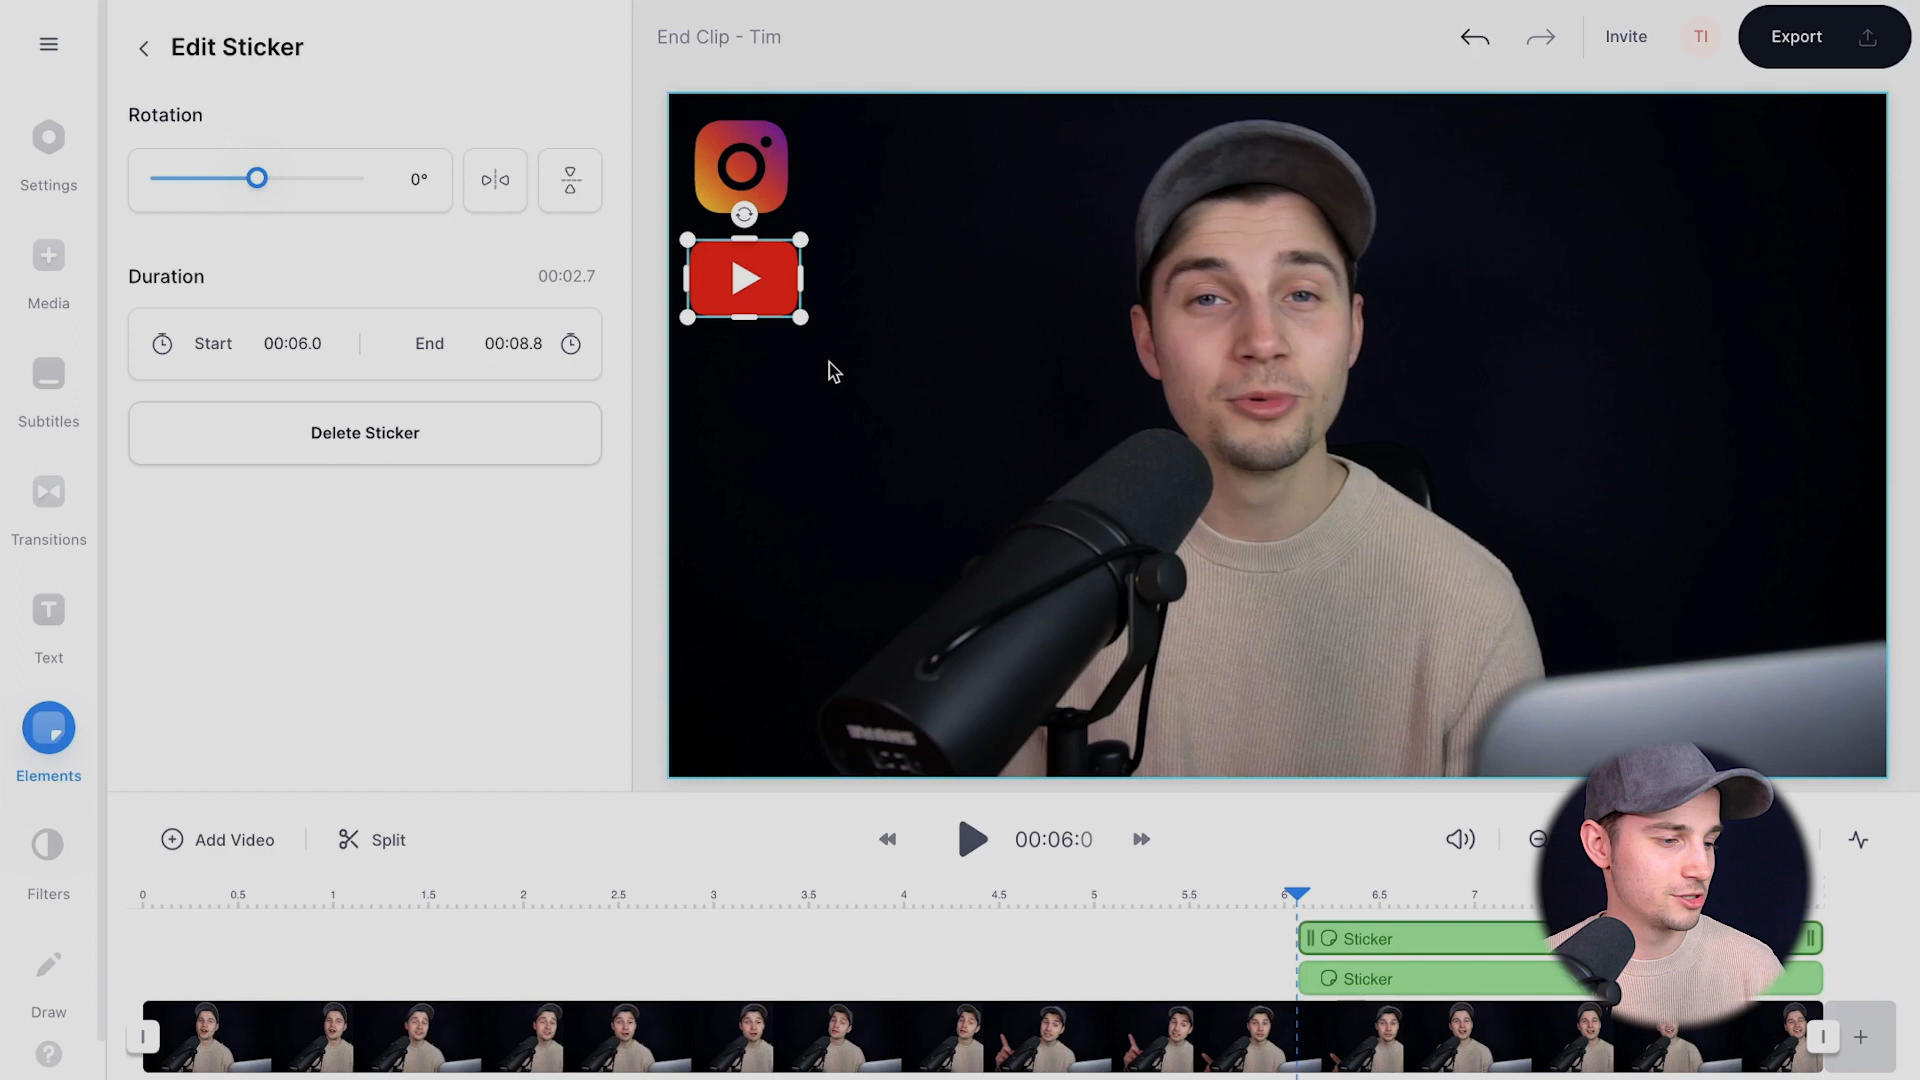 Edit Sticker
End Clip - Tim
Invite
TI
Export
Rotation
0°
Settings
Duration
00:02.7
Media
Start
00:06.0
End
00:08.8
Subtitles
Delete Sticker
Transitions
Text
Elements
Add Video
Split
00:06:0
Filters
0
0.5
1
1.5
2
2.5
3
3.5
4
4.5
5
5.5
6
6.5
7
Sticker
Sticker
Draw